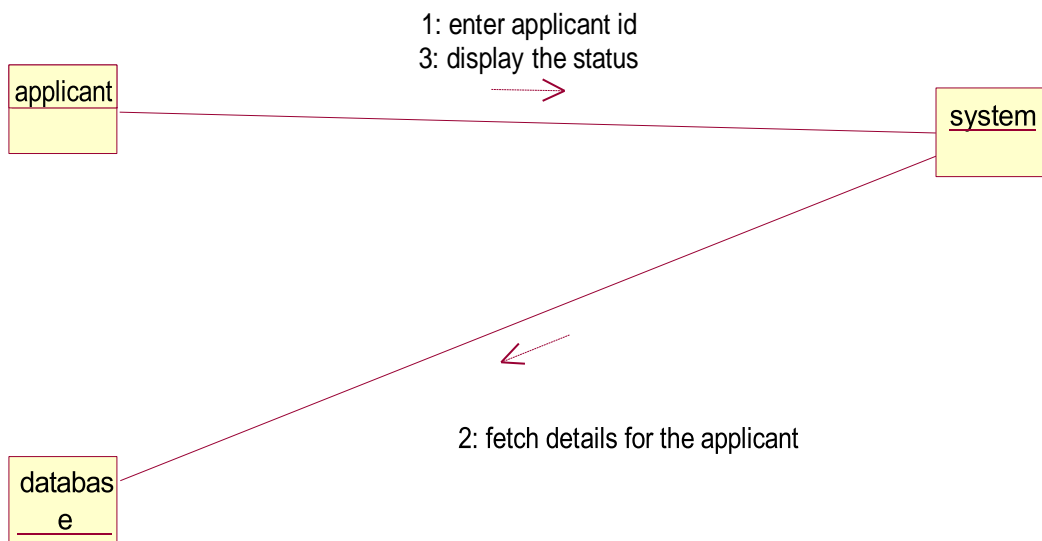 1: enter applicant id
3: display the status
applicant
system
2: fetch details for the applicant
databas
e